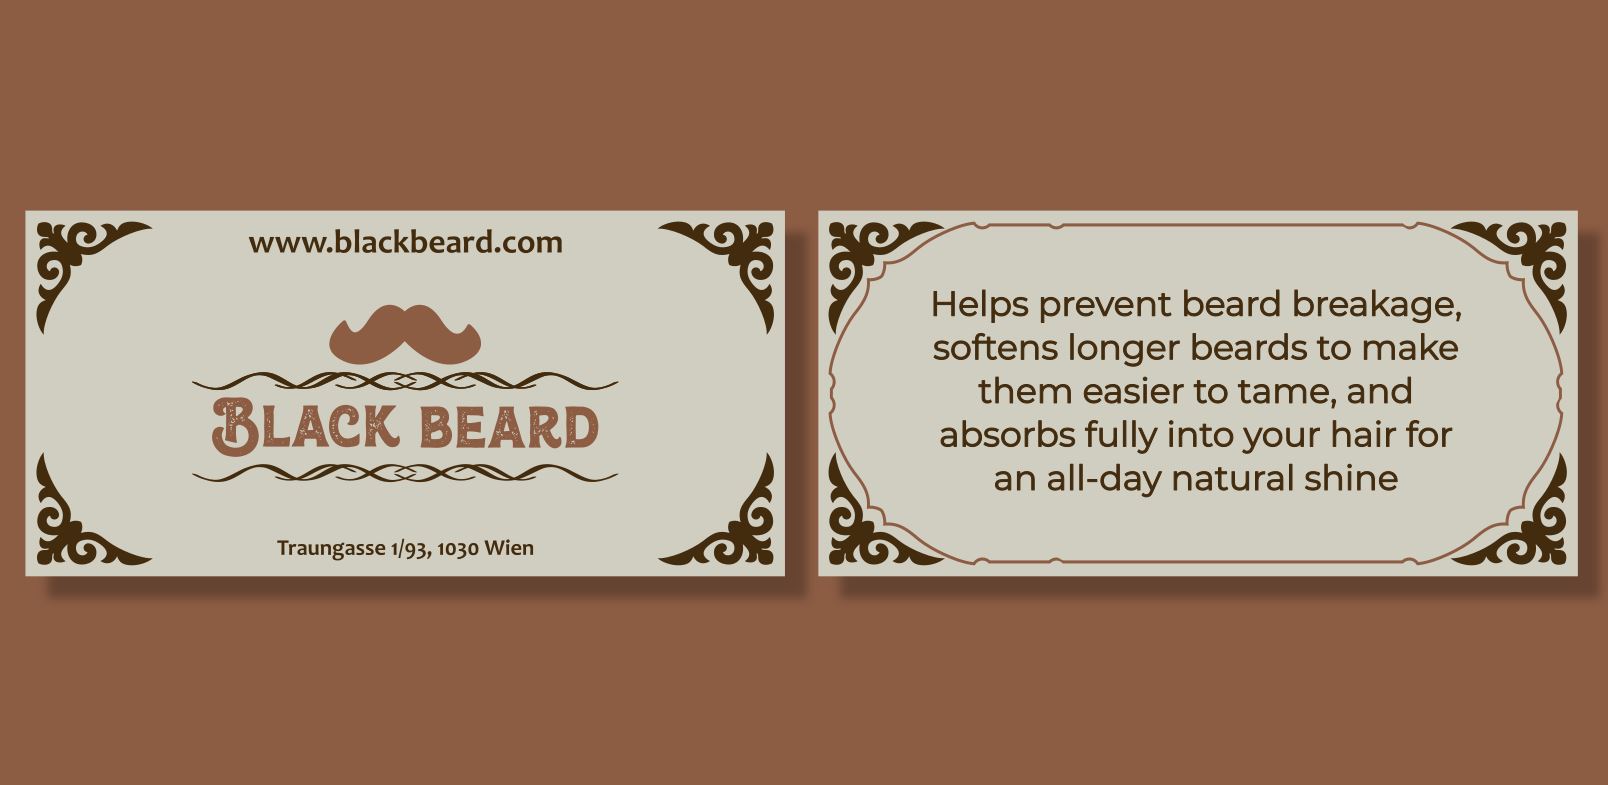 www.blackbeard.com
BLACK BEARD
Traungasse 1/93, 1030 Wien
Helps prevent beard breakage,
softens longer beards to make
them easier to tame, and
absorbs fully into your hair for
an all-day natural shine